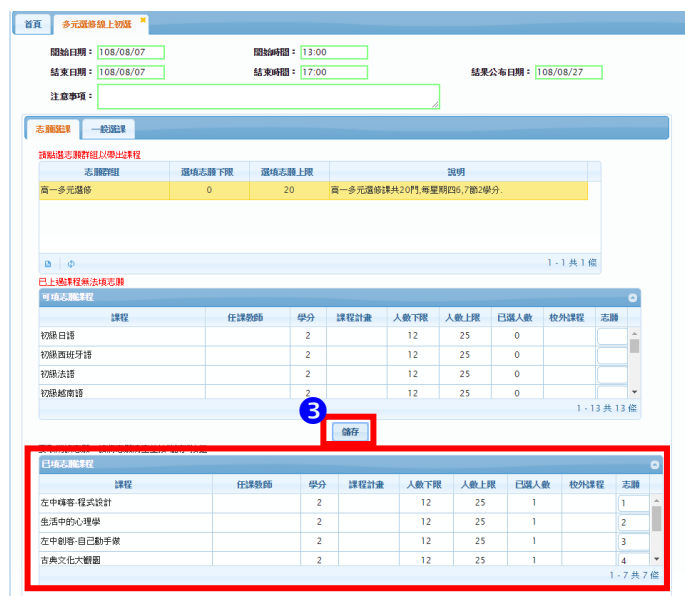 首頁 多元選修線上初選 ×
開始日期： 108/08/07 開始時間： 13:00
結束日期： 108/08/07 結束時間： 17:00 結果公布日期： 108/08/27
注意事項：
志願選課 一般選課
請點選志願群組以帶出課程
志願群組 選填志願下限 選填志願上限 說明
高一多元選修 0 20 高一多元選修課共20門,每星期四6,7節2學分.
1 - 1 共 1 條
已上過課程無法填志願
可填志願課程
課程 任課教師 學分 課程計畫 人數下限 人數上限 已選人數 校外課程 志願
初級日語 2 12 25 0
初級西班牙語 2 12 25 0
初級法語 2 12 25 0
初級越南語 2 12 25 0
1 - 13 共 13 條
3
儲存
已填志願課程
課程 任課教師 學分 課程計畫 人數下限 人數上限 已選人數 校外課程 志願
左中嗨客-程式設計 2 12 25 1 1
生活中的心理學 2 12 25 1 2
左中創客-自己動手做 2 12 25 1 3
古典文化大觀園 2 12 25 1 4
1 - 7 共 7 條